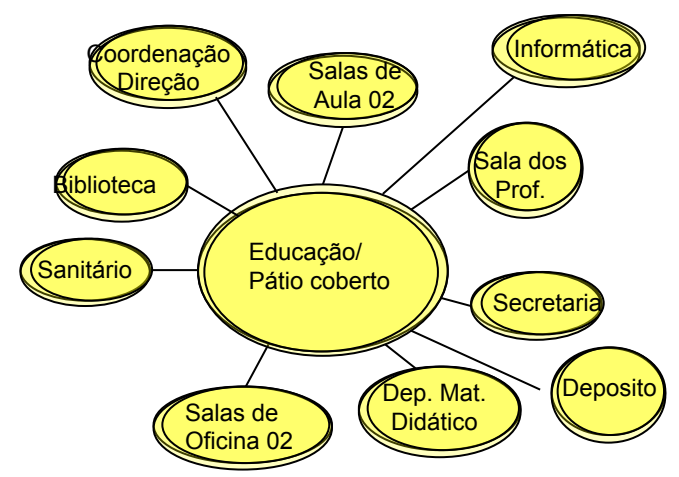 Coordenação
Direção
Salas de
Aula 02
Informática
Biblioteca
Sala dos
Prof.
Sanitário
Educação/
Pátio coberto
Secretaria
Salas de
Oficina 02
Dep. Mat.
Didático
Deposito